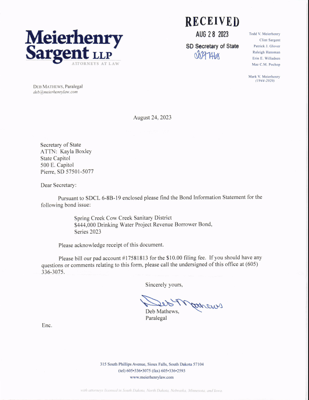 Meierhenry
Sargent LLP
ATTORNEYS AT LAW
RECEIVED
AUG 28 2023
SD Secretary of State
Todd V. Meierhenry
Clint Sargent
Patrick J. Glover
Raleigh Hansman
Erin E. Willadsen
Mark V. Meierhenry
(1944-2020)
DEB MATHEWS, Paralegal
deb@meierhenrylaw.com
August 24, 2023
Secretary of State
ATTN: Kayla Boxley
State Capitol
500 E. Capitol
Pierre, SD 57501-5077
Dear Secretary:
Pursuant to SDCL 6-8B-19 enclosed please find the Bond Information Statement for the
following bond issue:
Spring Creek Cow Creek Sanitary District
$444,000 Drinking Water Project Revenue Borrower Bond,
Series 2023
Please acknowledge receipt of this document.
Please bill our pad account #17581813 for the $10.00 filing fee. If you should have any
questions or comments relating to this form, please call the undersigned of this office at (605)
336-3075.
Sincerely yours,
Deb Mathews
Deb Mathews,
Paralegal
Enc.
315 South Phillips Avenue, Sioux Falls, South Dakota 57104
(tel) 605•336•3075 (fax) 605•336•2593
www.meierhenrylaw.com